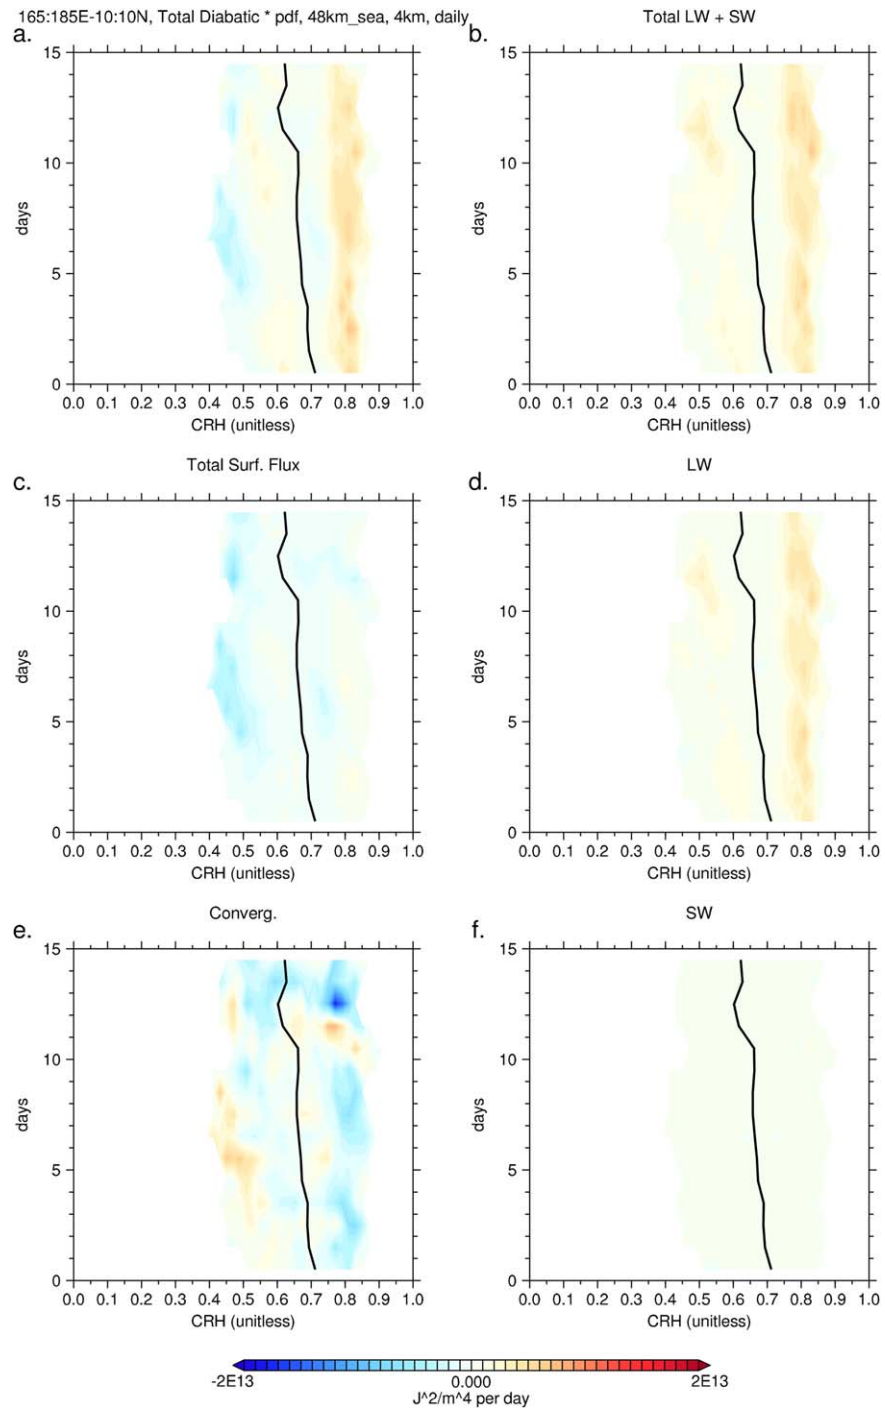 165:185E-10:10N, Total Diabatic * pdf, 48km_sea, 4km, daily
Total LW + SW
a.
b.
15
10
5
0
days
0.0 0.1 0.2 0.3 0.4 0.5 0.6 0.7 0.8 0.9 1.0
CRH (unitless)
15
10
5
0
days
0.0 0.1 0.2 0.3 0.4 0.5 0.6 0.7 0.8 0.9 1.0
CRH (unitless)
Total Surf. Flux
LW
c.
d.
15
10
5
0
days
0.0 0.1 0.2 0.3 0.4 0.5 0.6 0.7 0.8 0.9 1.0
CRH (unitless)
15
10
5
0
days
0.0 0.1 0.2 0.3 0.4 0.5 0.6 0.7 0.8 0.9 1.0
CRH (unitless)
Converg.
SW
e.
f.
15
10
5
0
days
0.0 0.1 0.2 0.3 0.4 0.5 0.6 0.7 0.8 0.9 1.0
CRH (unitless)
15
10
5
0
days
0.0 0.1 0.2 0.3 0.4 0.5 0.6 0.7 0.8 0.9 1.0
CRH (unitless)
-2E13 0.000 2E13
J^2/m^4 per day